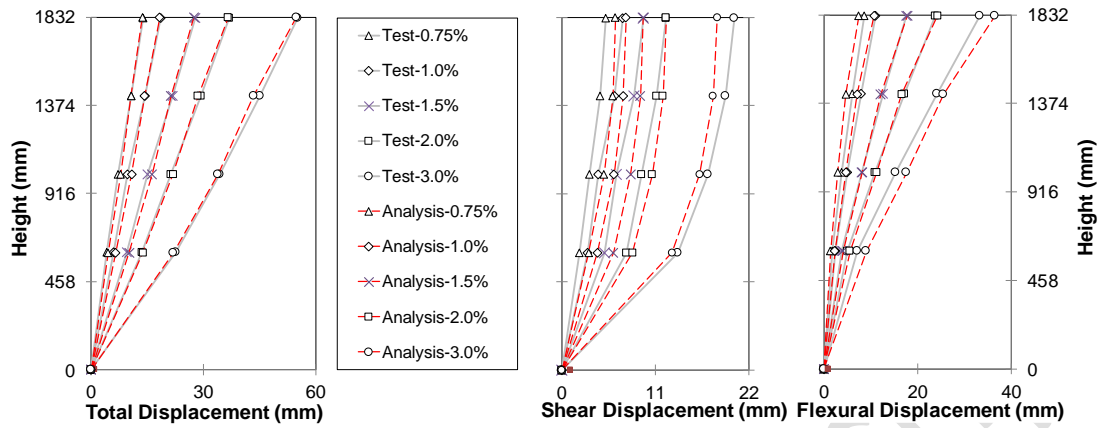 1832
1374
916
458
0
Height (mm)
0 30 60
Total Displacement (mm)
Test-0.75%
Test-1.0%
Test-1.5%
Test-2.0%
Test-3.0%
Analysis-0.75%
Analysis-1.0%
Analysis-1.5%
Analysis-2.0%
Analysis-3.0%
0 11 22
Shear Displacement (mm)
0 20 40
Flexural Displacement (mm)
1832
1374
916
458
0
Height (mm)